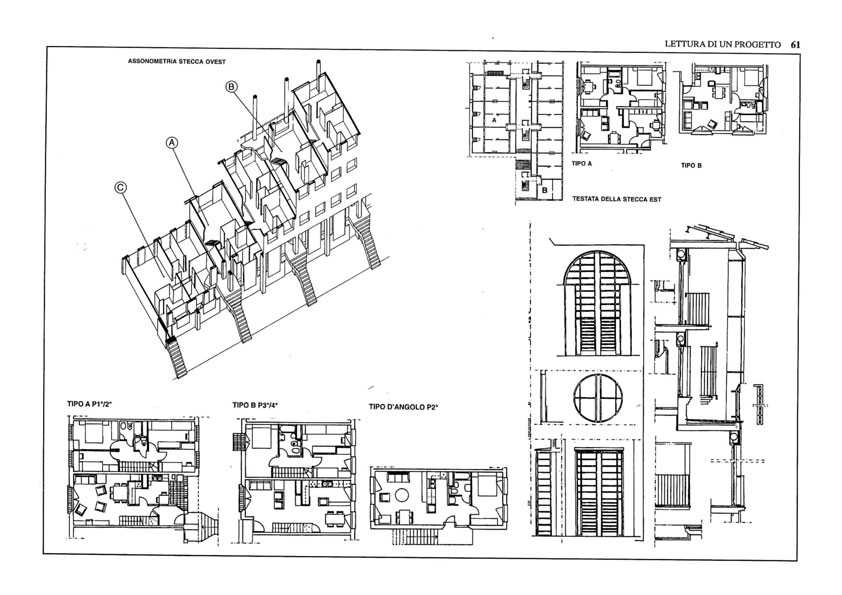 LETTURA DI UN PROGETTO 61
ASSONOMETRIA STECCA OVEST
B
A
C
A
B
TIPO A
TIPO B
TESTATA DELLA STECCA EST
TIPO A P1°/2°
TIPO B P3°/4°
TIPO D'ANGOLO P2°